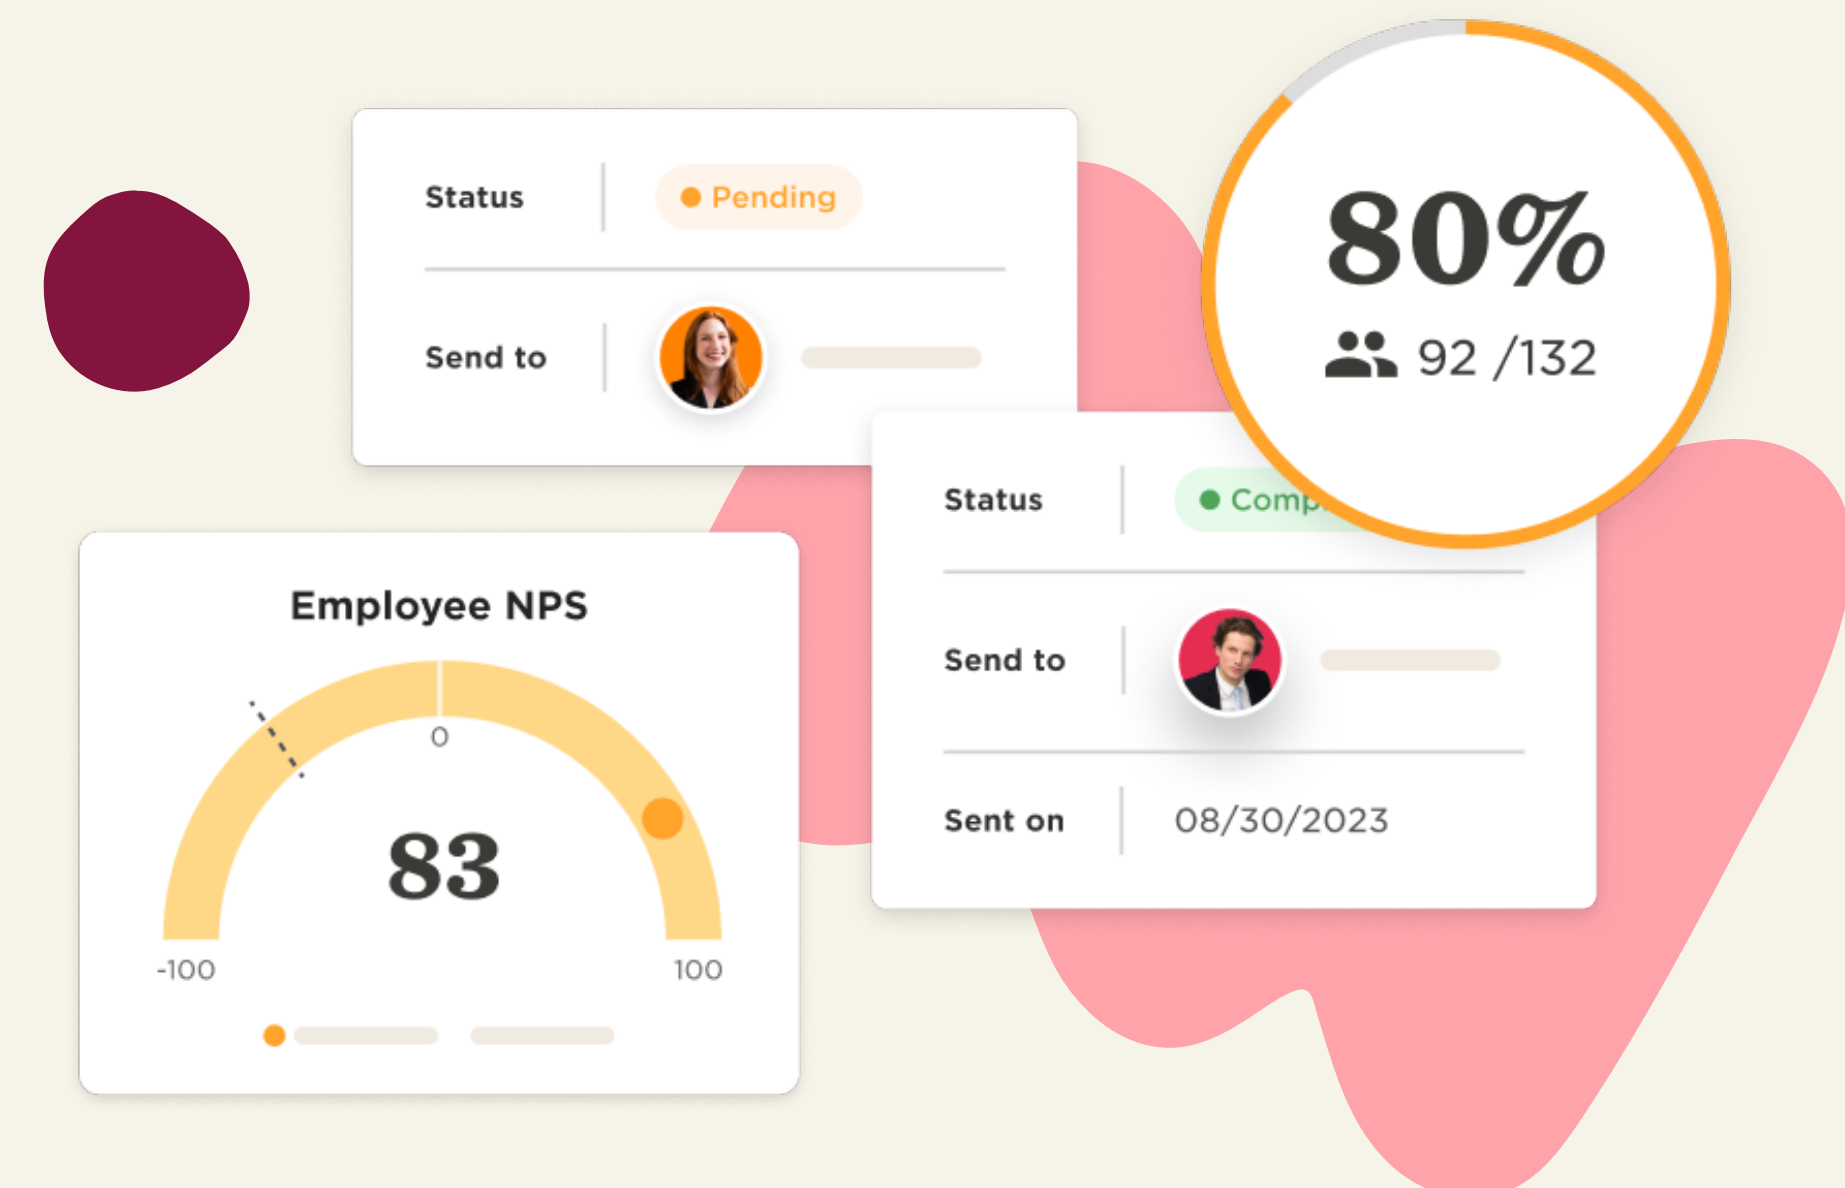 Status
Pending
Send to
80%
92 /132
Status
Comp
Send to
Sent on
08/30/2023
Employee NPS
0
83
-100
100